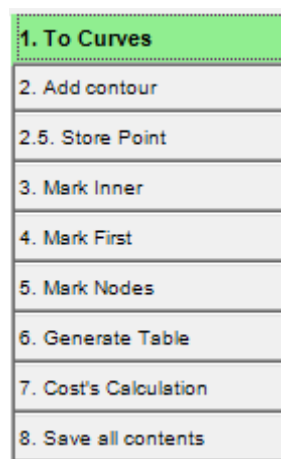 1. To Curves
2. Add contour
2.5. Store Point
3. Mark Inner
4. Mark First
5. Mark Nodes
6. Generate Table
7. Cost's Calculation
8. Save all contents